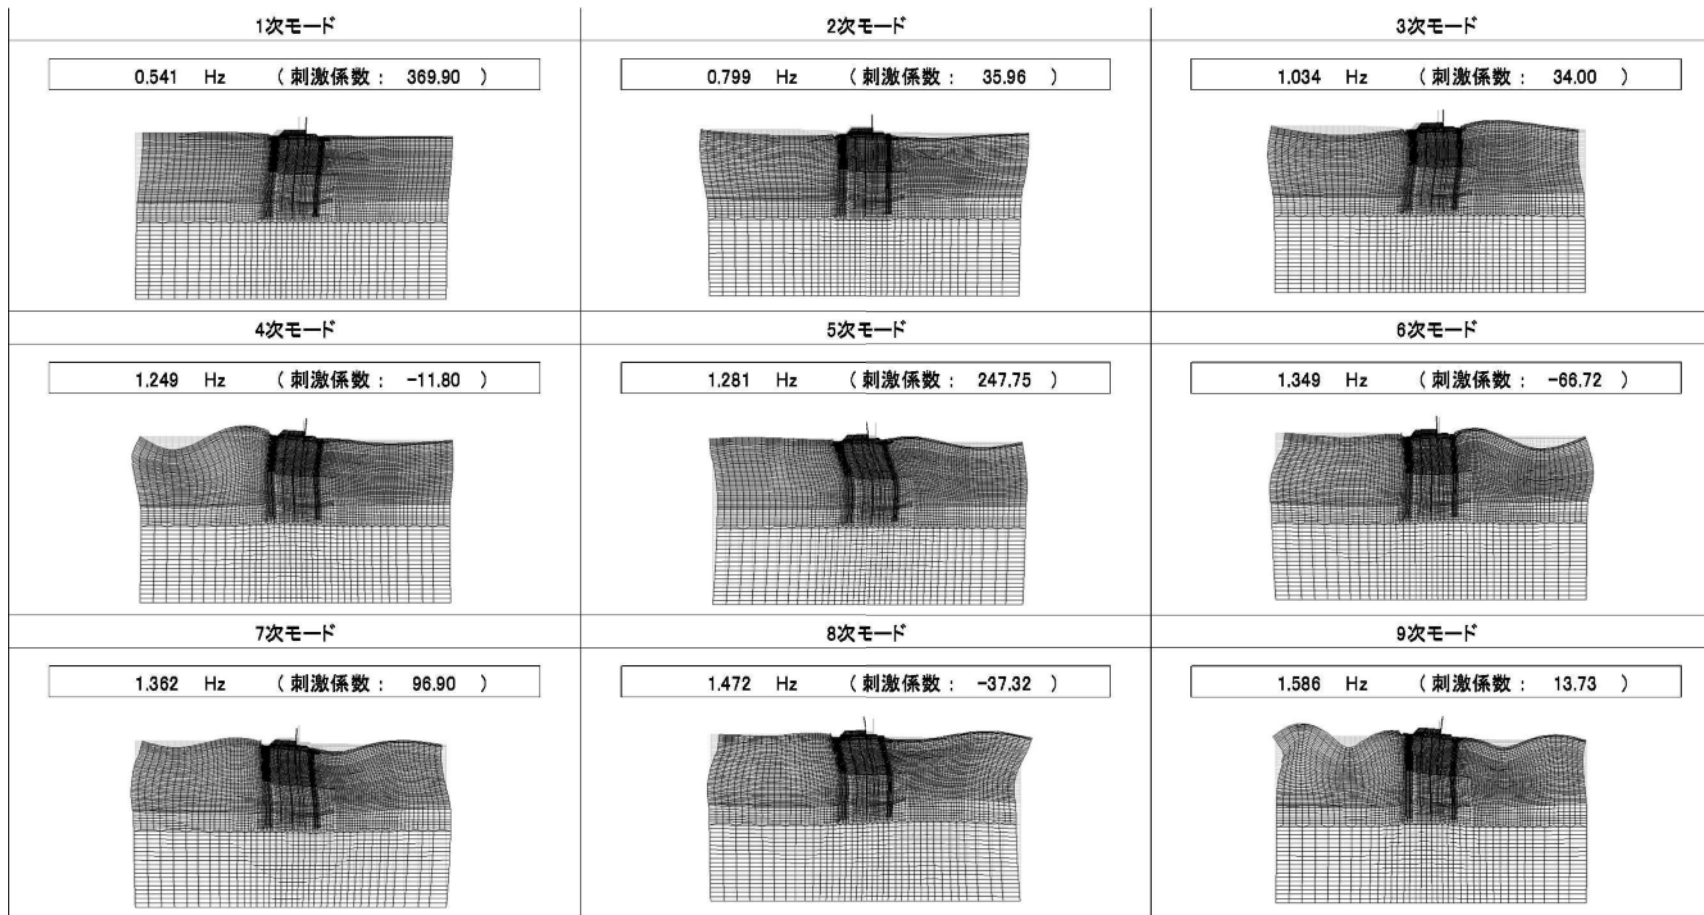 1次モード
2次モード
3次モード
0.541 Hz (刺激係数: 369.90)
0.799 Hz (刺激係数: 35.96)
1.034 Hz (刺激係数: 34.00)
4次モード
5次モード
6次モード
1.249 Hz (刺激係数: -11.80)
1.281 Hz (刺激係数: 247.75)
1.349 Hz (刺激係数: -66.72)
7次モード
8次モード
9次モード
1.362 Hz (刺激係数: 96.90)
1.472 Hz (刺激係数: -37.32)
1.586 Hz (刺激係数: 13.73)